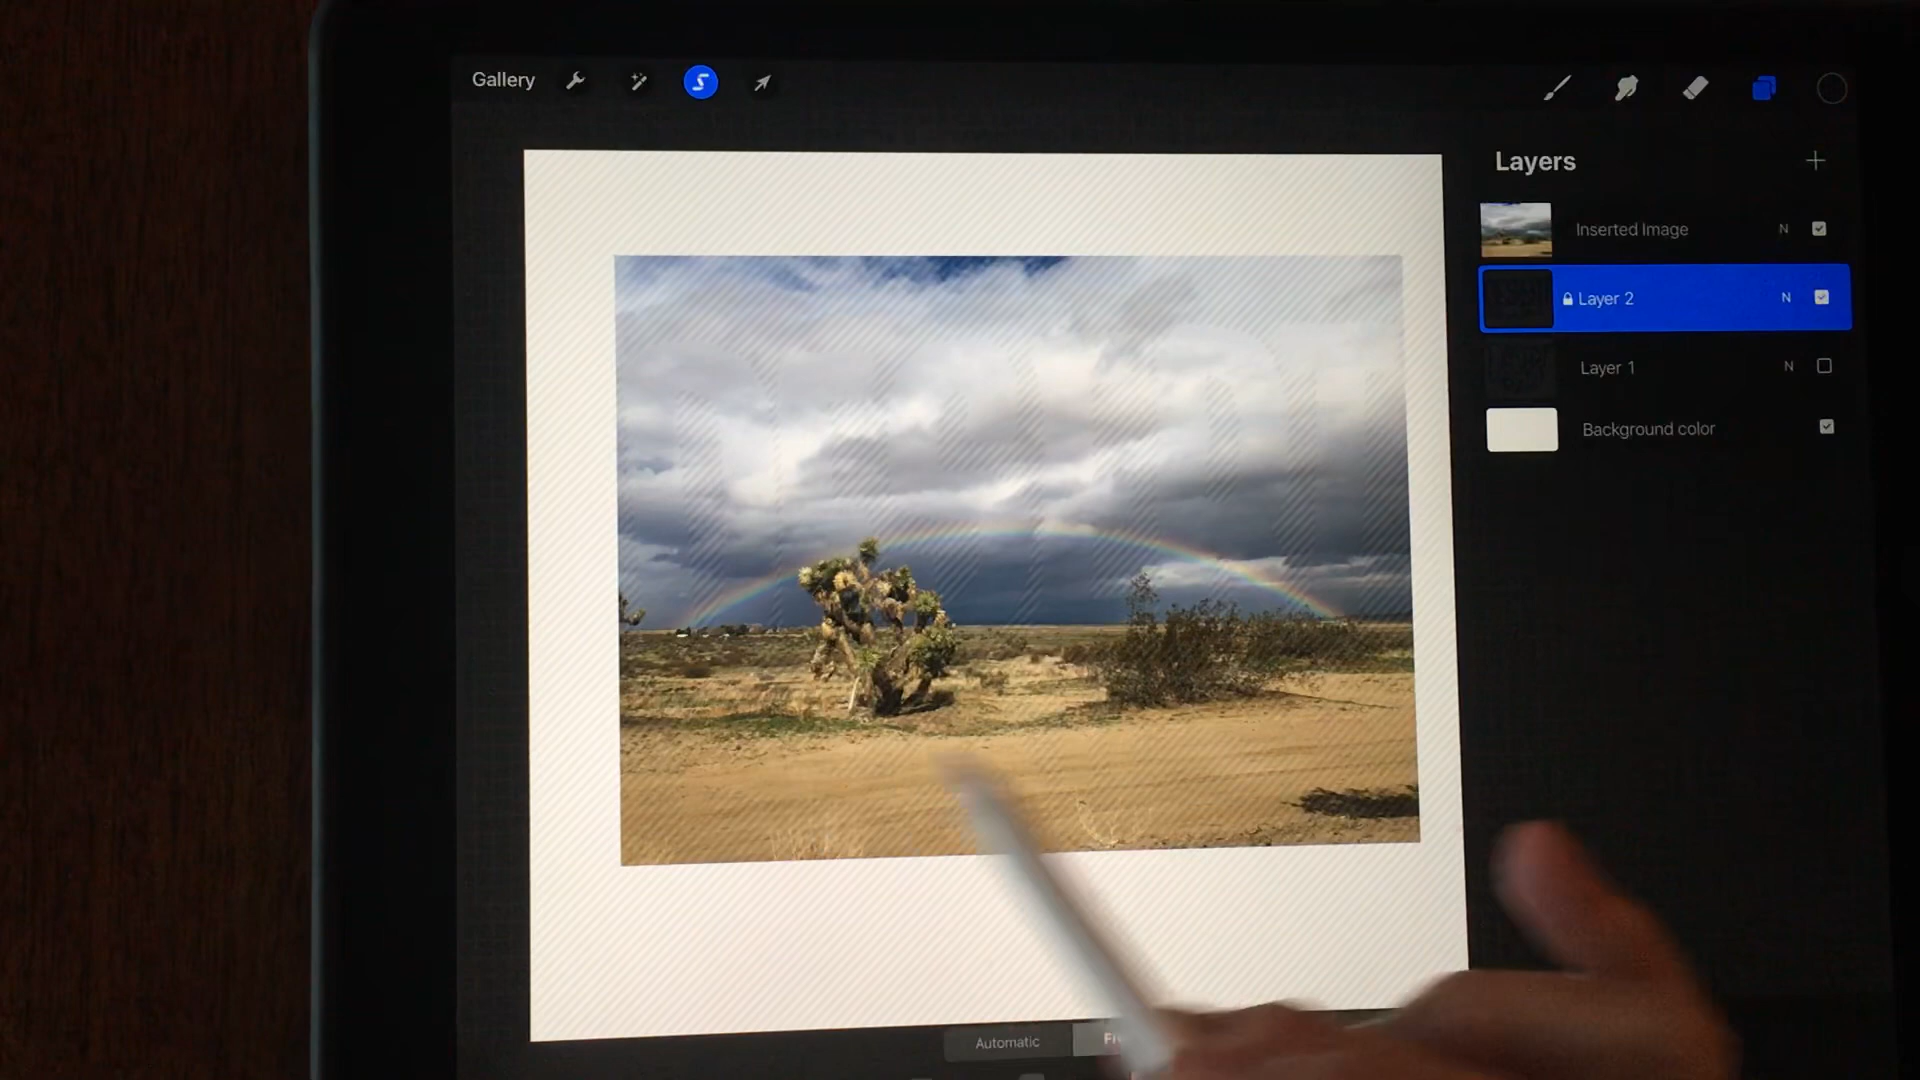 Gallery
Layers
Inserted Image N
Layer 2 N
Layer 1 N
Background color
Automatic